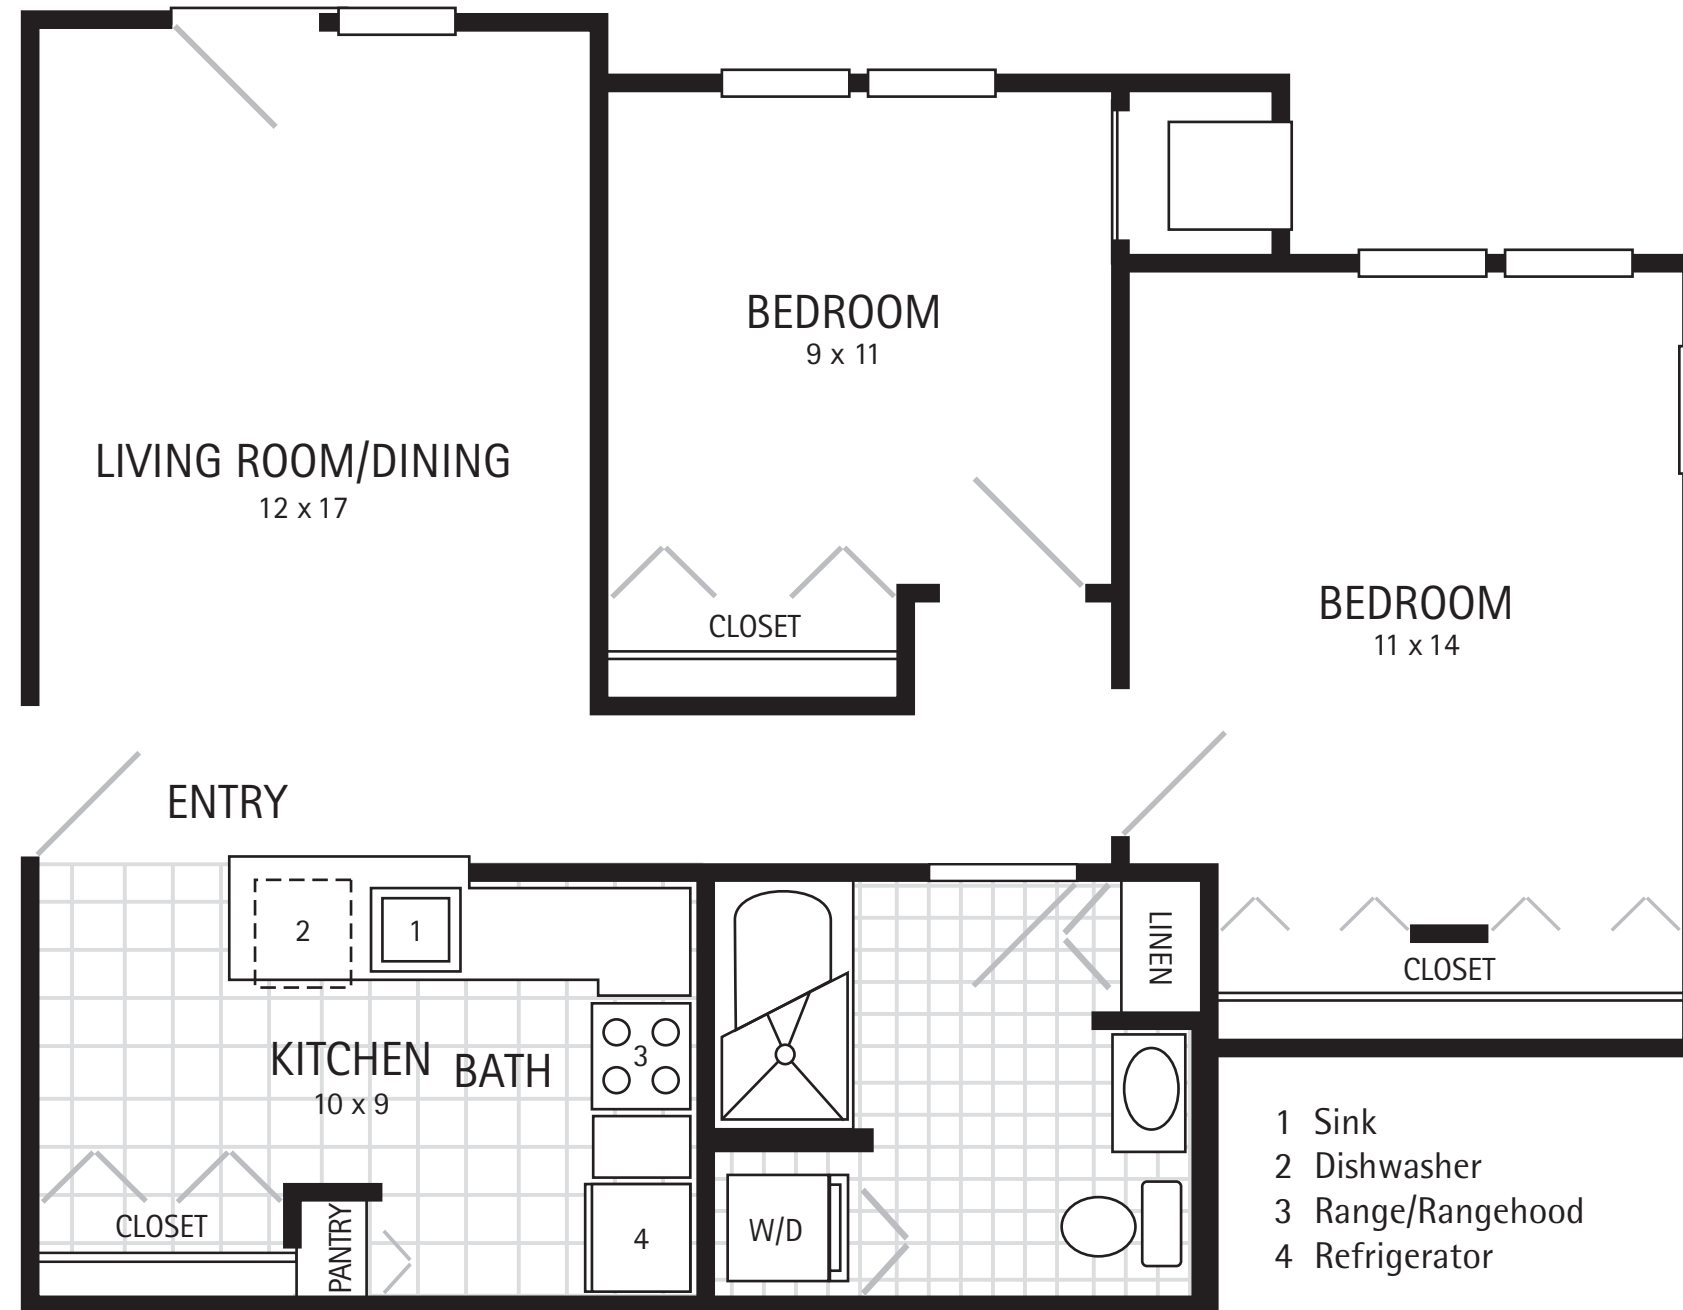 BEDROOM
9 x 11
LIVING ROOM/DINING
12 x 17
CLOSET
BEDROOM
11 x 14
ENTRY
2
1
LINEN
CLOSET
KITCHEN
10 x 9
BATH
3
CLOSET
PANTRY
4
W/D
1 Sink
2 Dishwasher
3 Range/Rangehood
4 Refrigerator